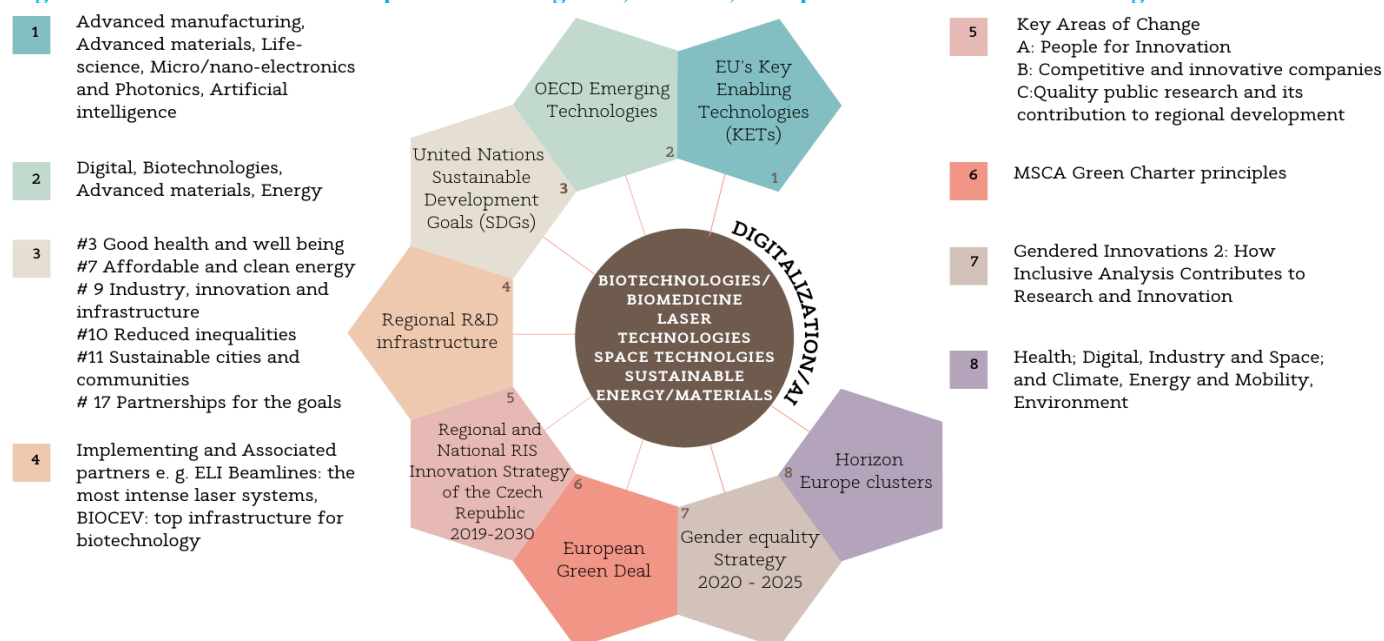 1
Advanced manufacturing,
Advanced materials, Life-
science, Micro/nano-electronics
and Photonics, Artificial
intelligence
2
Digital, Biotechnologies,
Advanced materials, Energy
3
#3 Good health and well being
#7 Affordable and clean energy
# 9 Industry, innovation and
infrastructure
#10 Reduced inequalities
#11 Sustainable cities and
communities
# 17 Partnerships for the goals
4
Implementing and Associated
partners e. g. ELI Beamlines: the
most intense laser systems,
BIOCEV: top infrastructure for
biotechnology
EU's Key
Enabling
Technologies
(KETs)
1
OECD Emerging
Technologies
2
United Nations
Sustainable
Development
Goals (SDGs)
3
Regional R&D
infrastructure
4
5
Regional and
National RIS
Innovation Strategy
of the Czech
Republic
2019-2030
6
European
Green Deal
7
Gender equality
Strategy
2020 - 2025
8
Horizon
Europe clusters
BIOTECHNOLOGIES/
BIOMEDICINE
LASER
TECHNOLOGIES
SPACE TECHNOLGIES
SUSTAINABLE
ENERGY/MATERIALS
DIGITALIZATION/AI
5
Key Areas of Change
A: People for Innovation
B: Competitive and innovative companies
C:Quality public research and its
contribution to regional development
6
MSCA Green Charter principles
7
Gendered Innovations 2: How
Inclusive Analysis Contributes to
Research and Innovation
8
Health; Digital, Industry and Space;
and Climate, Energy and Mobility,
Environment